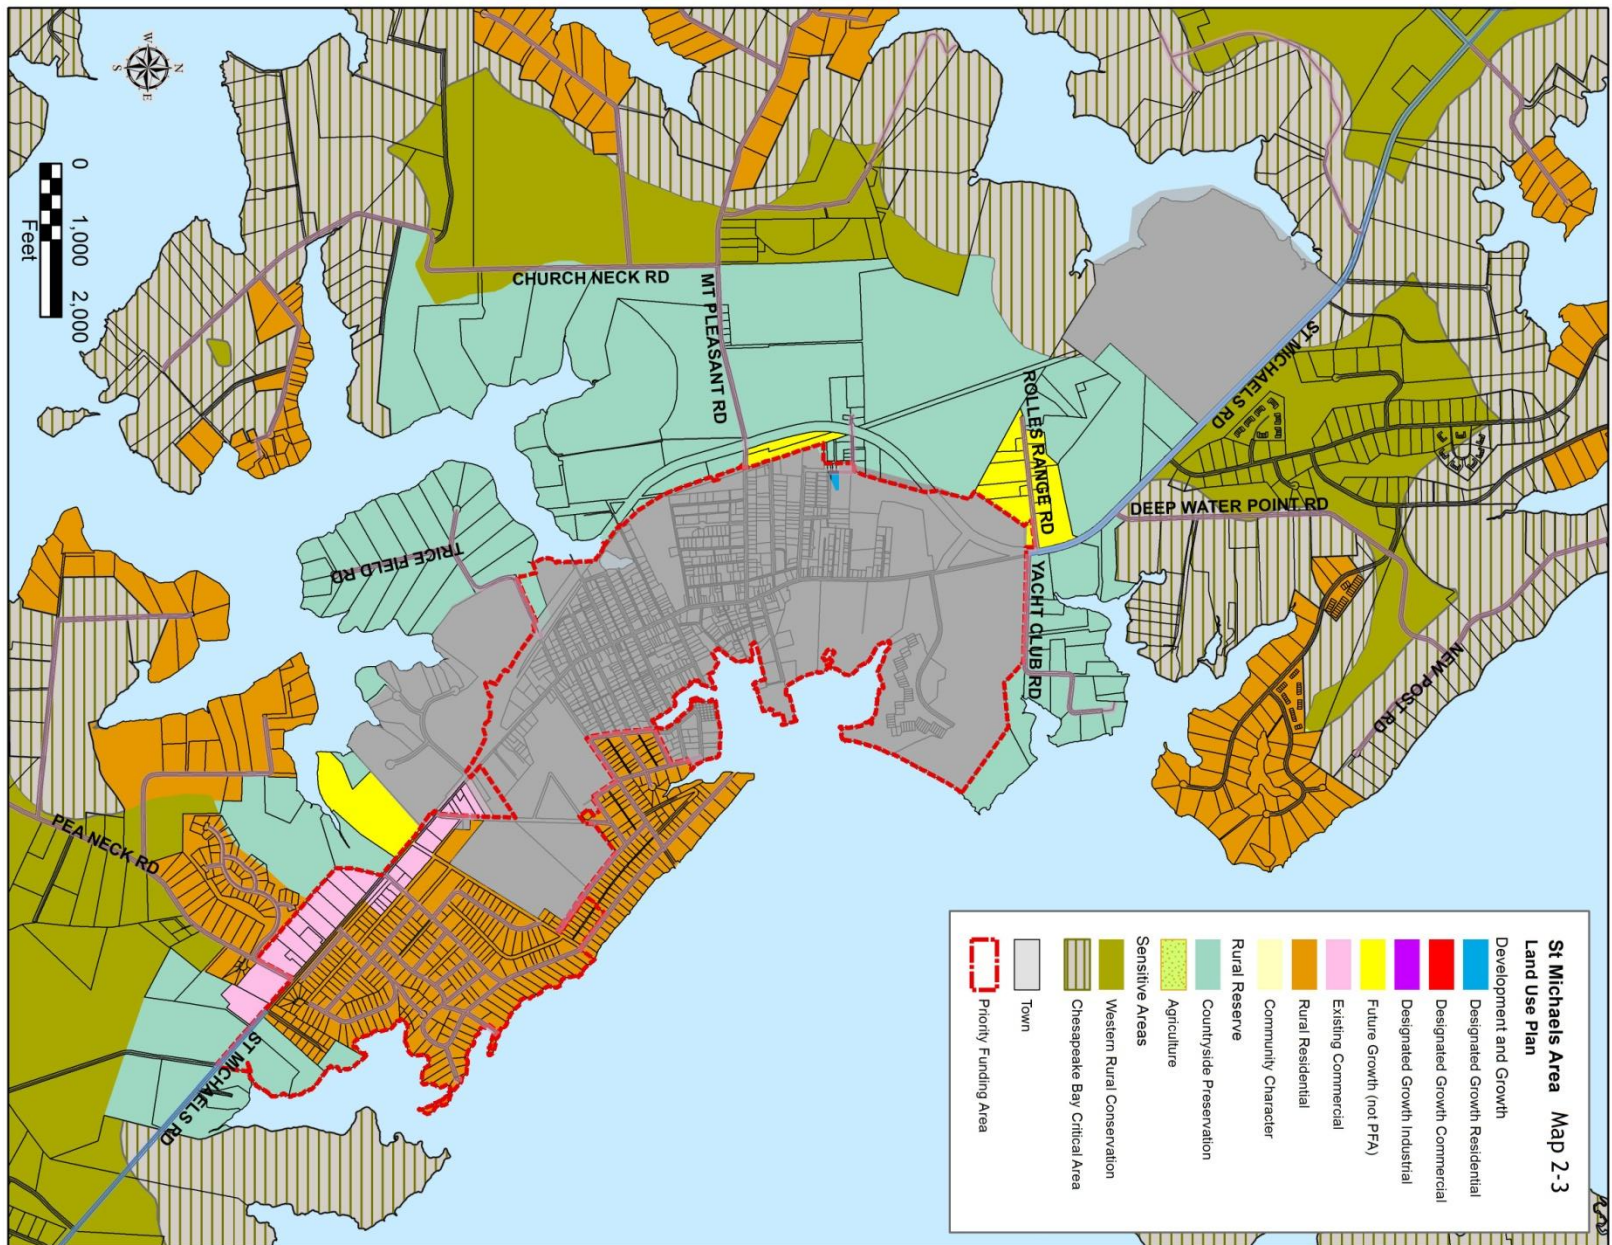 St Michaels Area Map 2-3
Land Use Plan
Development and Growth
Designated Growth Residential
Designated Growth Commercial
Designated Growth Industrial
Future Growth (not PFA)
Existing Commercial
Rural Residential
Community Character
Rural Reserve
Countryside Preservation
Agriculture
Sensitive Areas
Western Rural Conservation
Chesapeake Bay Critical Area
Town
Priority Funding Area
N
W
E
S
0 1,000 2,000
Feet
CHURCH NECK RD
MT PLEASANT RD
ROLLES RANGE RD
ST MICHAELS RD
DEEP WATER POINT RD
NEW POST RD
YACHT CLUB RD
TRICE FIELD RD
PEA NECK RD
ST MICHAELS RD